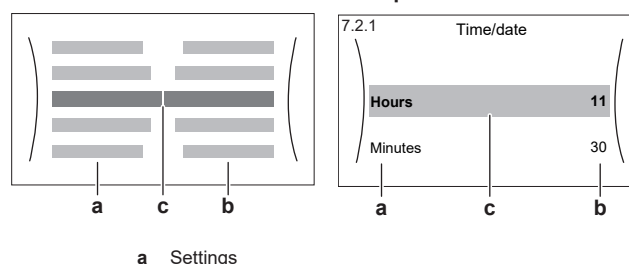 7.2.1 Time/date
Hours 11
Minutes 30
a c b a c b
a Settings